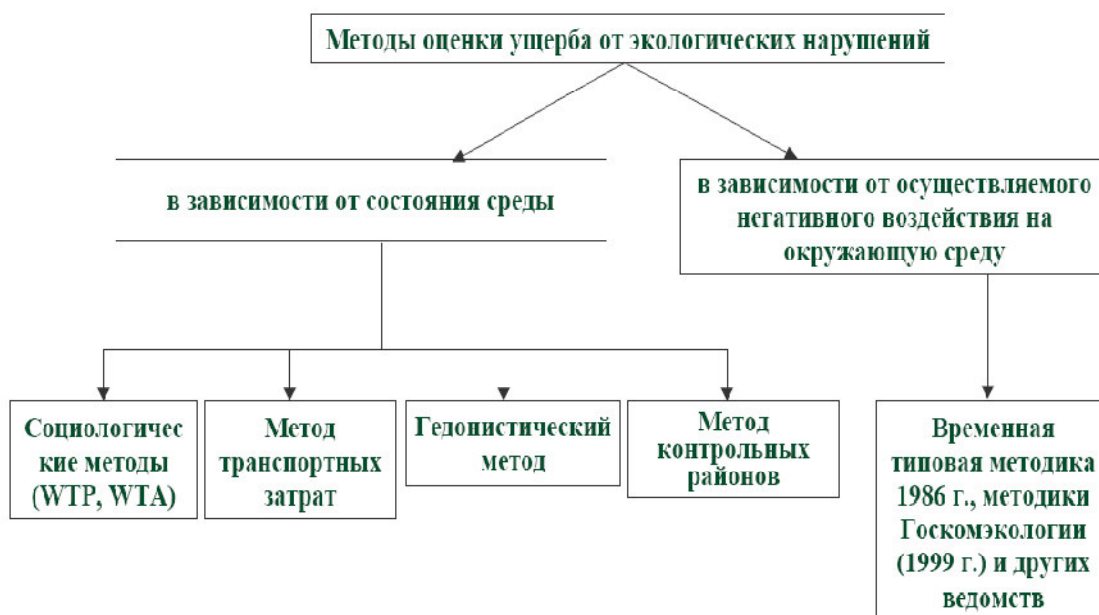 Методы оценки ущерба от экологических нарушений
в зависимости от состояния среды
в зависимости от осуществляемого
негативного воздействия на
окружающую среду
Социологичес
кие методы
(WTP, WTA)
Метод
транспортных
затрат
Гедонистический
метод
Метод
контрольных
районов
Временная
типовая методика
1986 г., методики
Госкомэкологии
(1999 г.) и других
ведомств